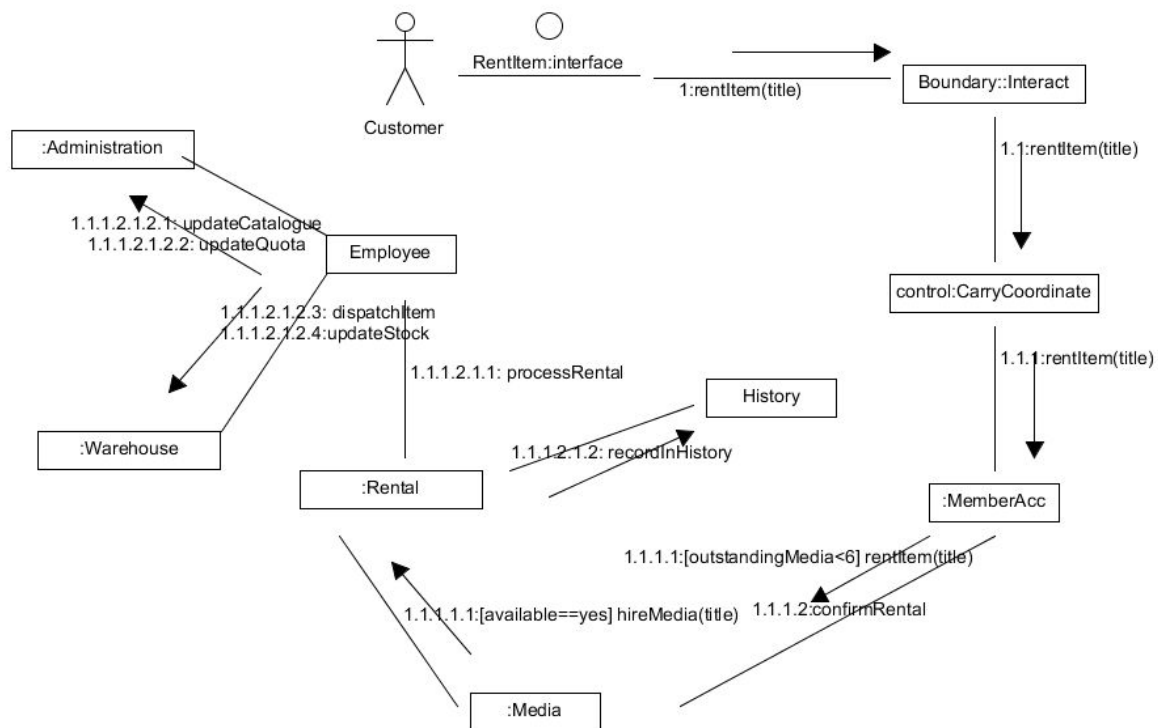 RentItem:interface
1:rentItem(title)
Boundary::Interact
Customer
:Administration
1.1:rentItem(title)
1.1.1.2.1.2.1: updateCatalogue
1.1.1.2.1.2.2: updateQuota
Employee
control:CarryCoordinate
1.1.1.2.1.2.3: dispatchItem
1.1.1.2.1.2.4:updateStock
1.1.1:rentItem(title)
1.1.1.2.1.1: processRental
History
:Warehouse
1.1.1.2.1.2: recordInHistory
:Rental
:MemberAcc
1.1.1.1:[outstandingMedia<6] rentItem(title)
1.1.1.1.1:[available==yes] hireMedia(title)
1.1.1.2:confirmRental
:Media